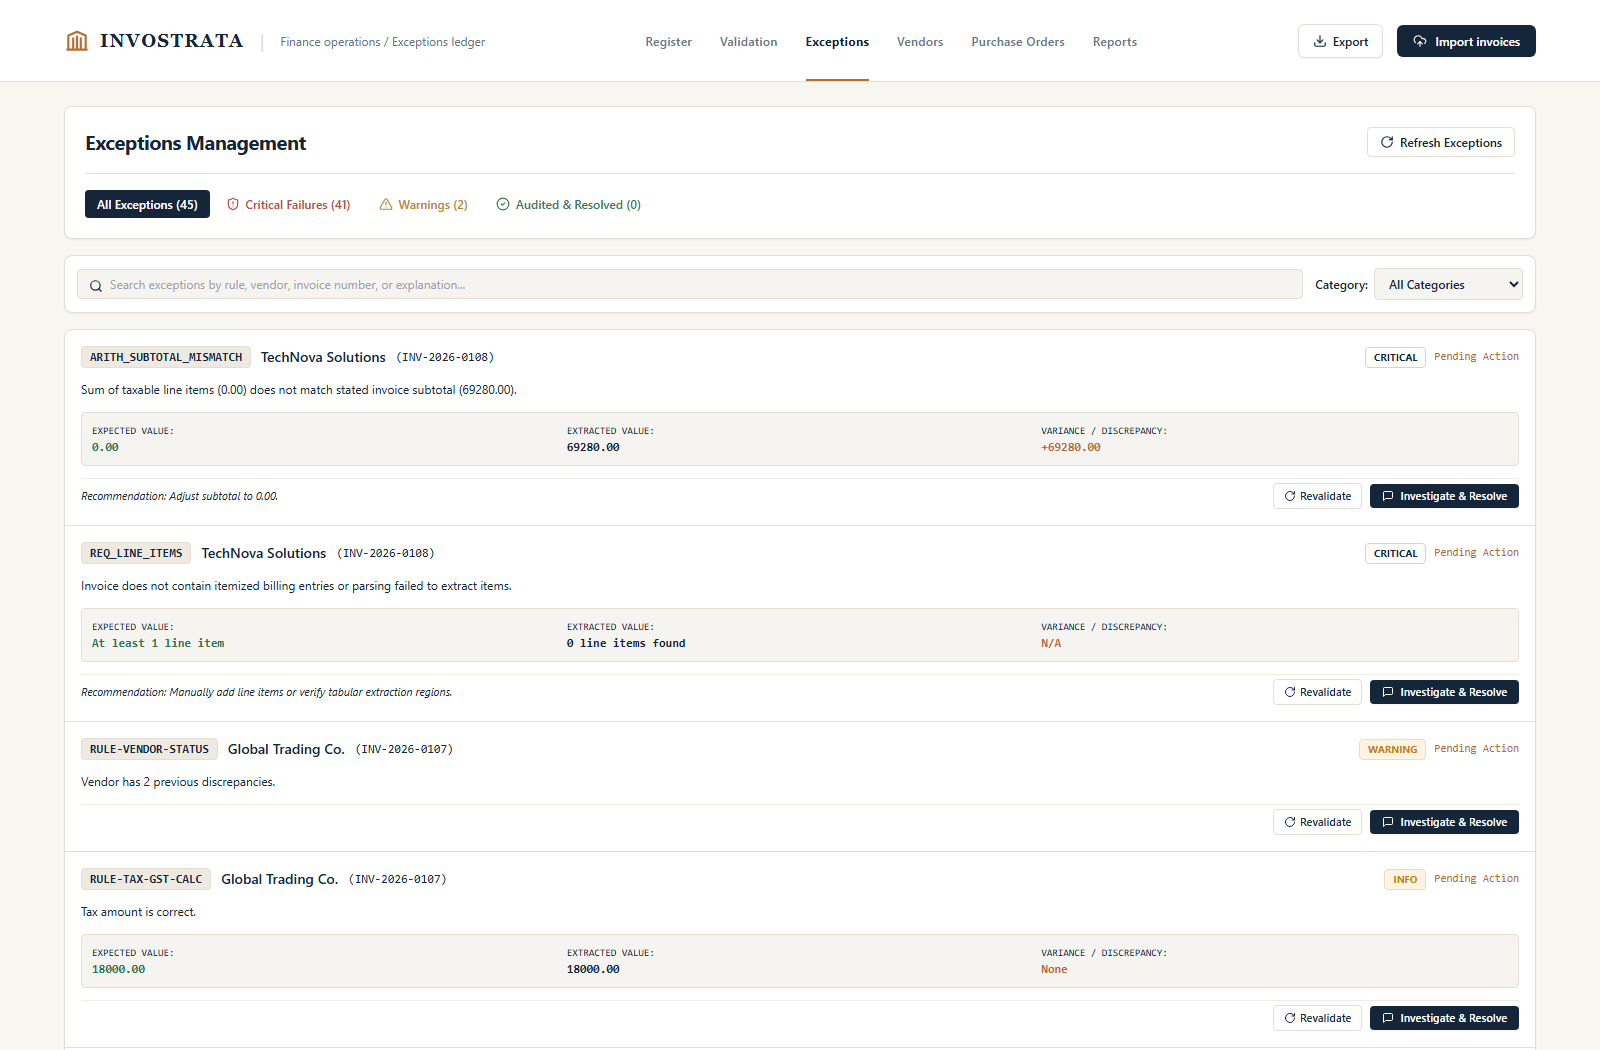 INVOSTRATA
Finance operations / Exceptions ledger
Register
Validation
Exceptions
Vendors
Purchase Orders
Reports
Export
Import invoices
Exceptions Management
Refresh Exceptions
All Exceptions (45)
Critical Failures (41)
Warnings (2)
Audited & Resolved (0)
Search exceptions by rule, vendor, invoice number, or explanation...
Category:
All Categories
ARITH_SUBTOTAL_MISMATCH TechNova Solutions (INV-2026-0108)
CRITICAL Pending Action
Sum of taxable line items (0.00) does not match stated invoice subtotal (69280.00).
EXPECTED VALUE:
0.00
EXTRACTED VALUE:
69280.00
VARIANCE / DISCREPANCY:
+69280.00
Recommendation: Adjust subtotal to 0.00.
Revalidate
Investigate & Resolve
REQ_LINE_ITEMS TechNova Solutions (INV-2026-0108)
CRITICAL Pending Action
Invoice does not contain itemized billing entries or parsing failed to extract items.
EXPECTED VALUE:
At least 1 line item
EXTRACTED VALUE:
0 line items found
VARIANCE / DISCREPANCY:
N/A
Recommendation: Manually add line items or verify tabular extraction regions.
Revalidate
Investigate & Resolve
RULE-VENDOR-STATUS Global Trading Co. (INV-2026-0107)
WARNING Pending Action
Vendor has 2 previous discrepancies.
Revalidate
Investigate & Resolve
RULE-TAX-GST-CALC Global Trading Co. (INV-2026-0107)
INFO Pending Action
Tax amount is correct.
EXPECTED VALUE:
18000.00
EXTRACTED VALUE:
18000.00
VARIANCE / DISCREPANCY:
None
Revalidate
Investigate & Resolve